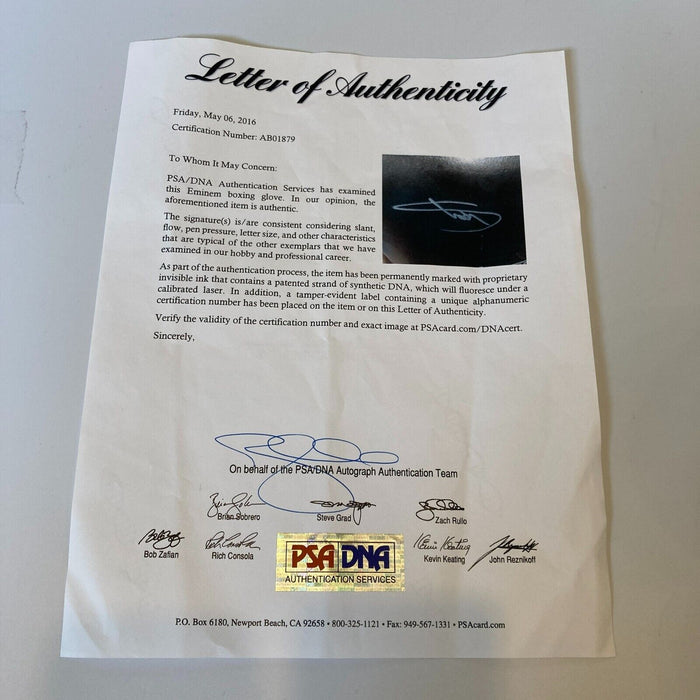 Letter of Authenticity
Friday, May 06, 2016
Certification Number: AB01879
To Whom It May Concern:
PSA/DNA Authentication Services has examined
this Eminem boxing glove. In our opinion, the
aforementioned item is authentic.
The signature(s) is/are consistent considering slant,
flow, pen pressure, letter size, and other characteristics
that are typical of the other exemplars that we have
examined in our hobby and professional career.
As part of the authentication process, the item has been permanently marked with proprietary
invisible ink that contains a patented strand of synthetic DNA, which will fluoresce under a
calibrated laser. In addition, a tamper-evident label containing a unique alphanumeric
certification number has been placed on the item or on this Letter of Authenticity.
Verify the validity of the certification number and exact image at PSAcard.com/DNAcert.
Sincerely,
On behalf of the PSA/DNA Autograph Authentication Team
Brian Sobrero Steve Grad Zach Rullo
Bob Zafian Rich Consola Kevin Keating John Reznikoff
PSA DNA
AUTHENTICATION SERVICES
P.O. Box 6180, Newport Beach, CA 92658 • 800-325-1121 • Fax: 949-567-1331 • PSAcard.com